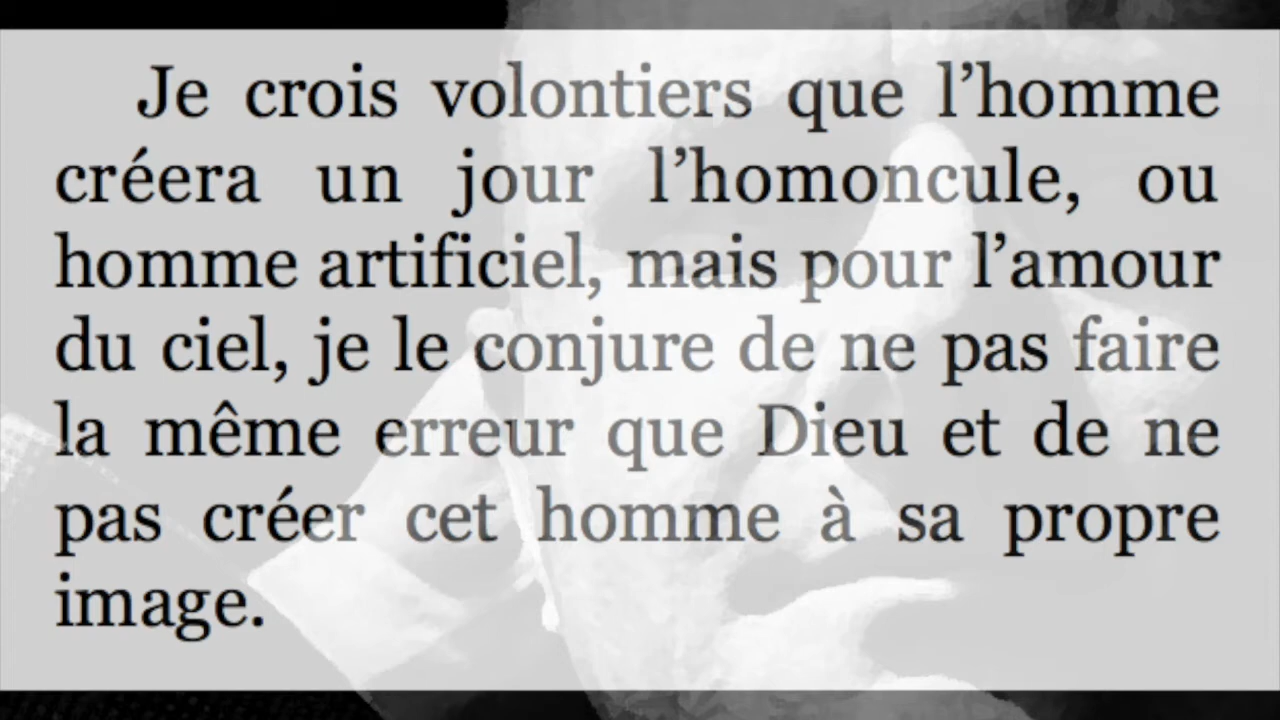 Je crois volontiers que l’homme
créera un jour l’homoncule, ou
homme artificiel, mais pour l’amour
du ciel, je le conjure de ne pas faire
la même erreur que Dieu et de ne
pas créer cet homme à sa propre
image.